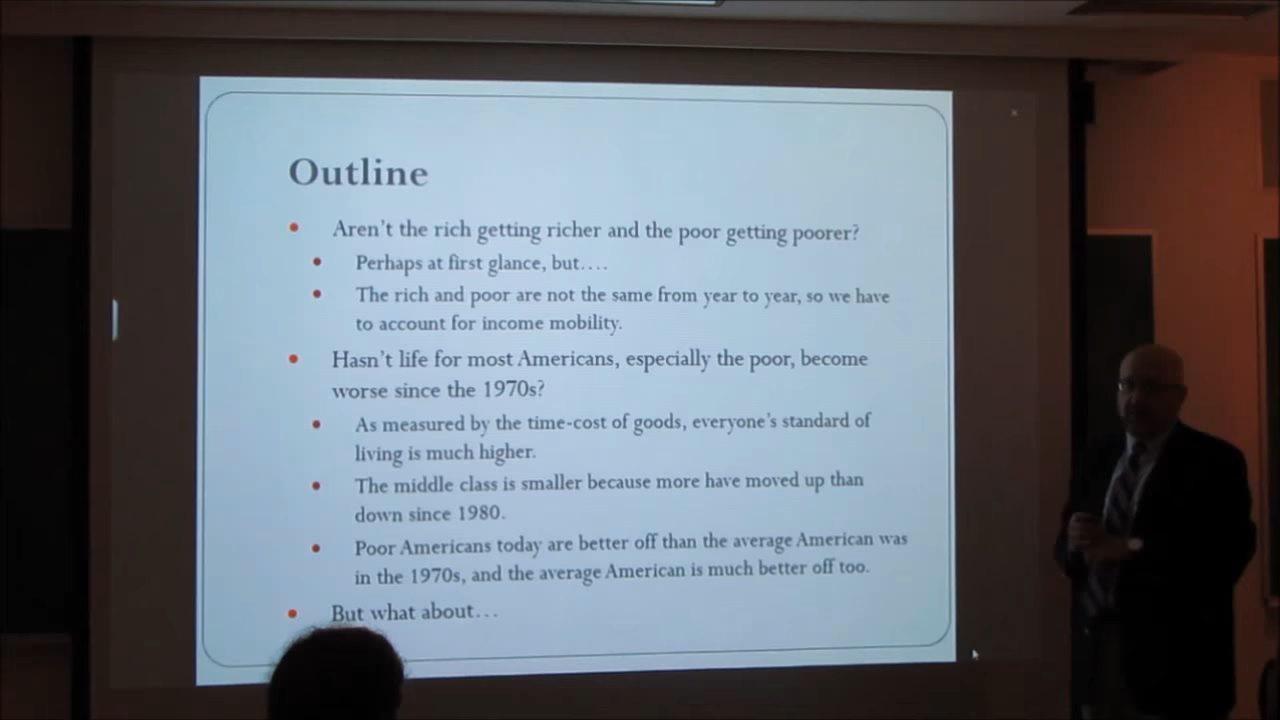 Outline
Aren't the rich getting richer and the poor getting poorer?
Perhaps at first glance, but….
The rich and poor are not the same from year to year, so we have
to account for income mobility.
Hasn't life for most Americans, especially the poor, become
worse since the 1970s?
As measured by the time-cost of goods, everyone's standard of
living is much higher.
The middle class is smaller because more have moved up than
down since 1980.
Poor Americans today are better off than the average American was
in the 1970s, and the average American is much better off too.
But what about…